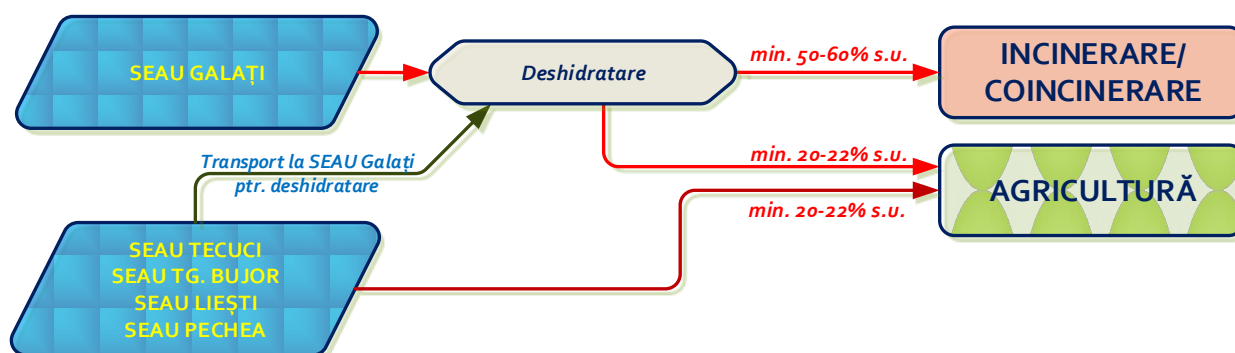 SEAU GALAȚI
Deshidratare
min. 50-60% s.u.
INCINERARE/
COINCINERARE
Transport la SEAU Galați
ptr. deshidratare
min. 20-22% s.u.
AGRICULTURĂ
min. 20-22% s.u.
SEAU TECUCI
SEAU TG. BUJOR
SEAU LIEȘTI
SEAU PECHEA